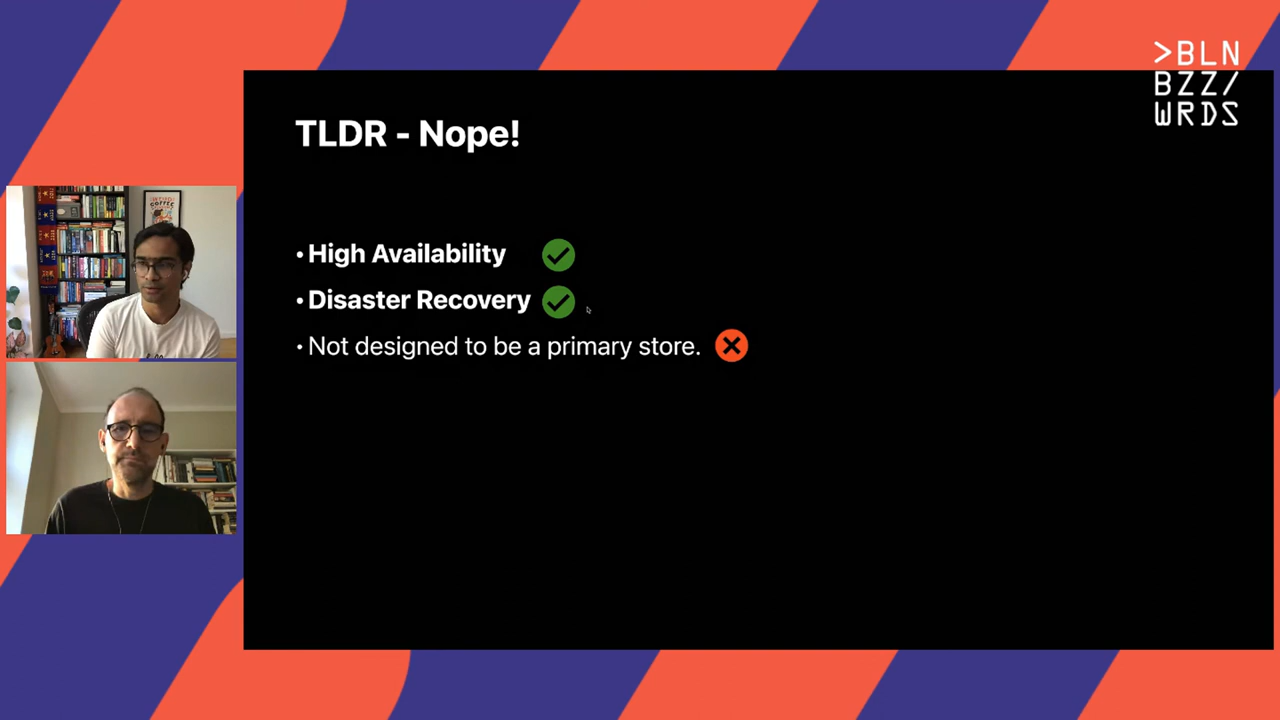 >BLN
BZZ/
WRDS
TLDR - Nope!
• High Availability
• Disaster Recovery
• Not designed to be a primary store.